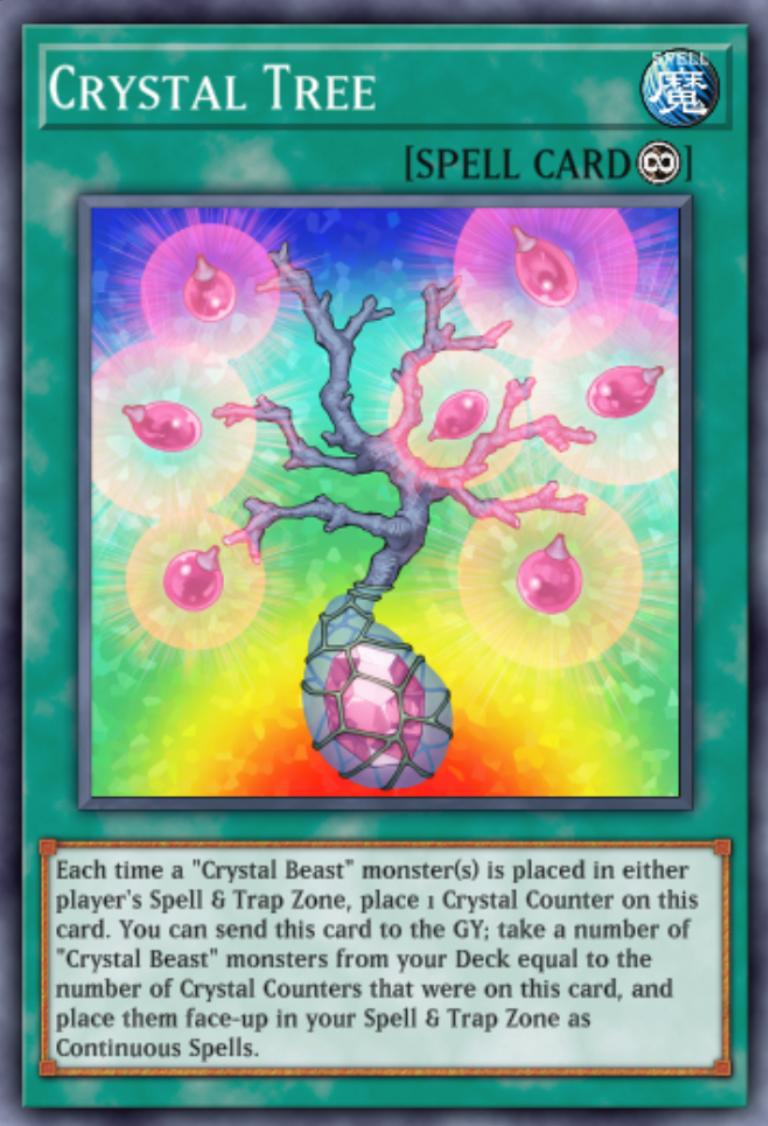 CRYSTAL TREE
SPELL
魔
[SPELL CARD♾]
Each time a "Crystal Beast" monster(s) is placed in either
player's Spell & Trap Zone, place 1 Crystal Counter on this
card. You can send this card to the GY; take a number of
"Crystal Beast" monsters from your Deck equal to the
number of Crystal Counters that were on this card, and
place them face-up in your Spell & Trap Zone as
Continuous Spells.